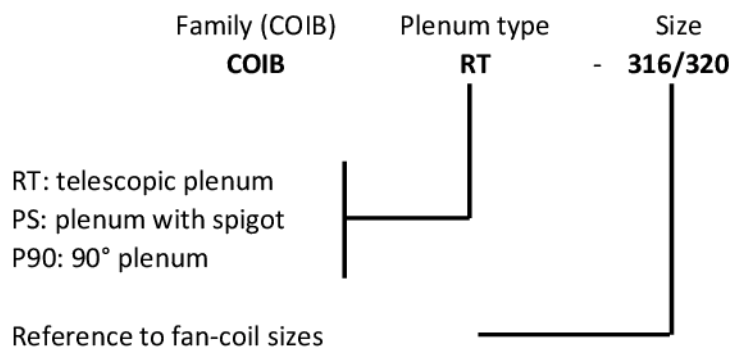 Family (COIB) Plenum type Size
COIB RT - 316/320
RT: telescopic plenum
PS: plenum with spigot
P90: 90° plenum
Reference to fan-coil sizes